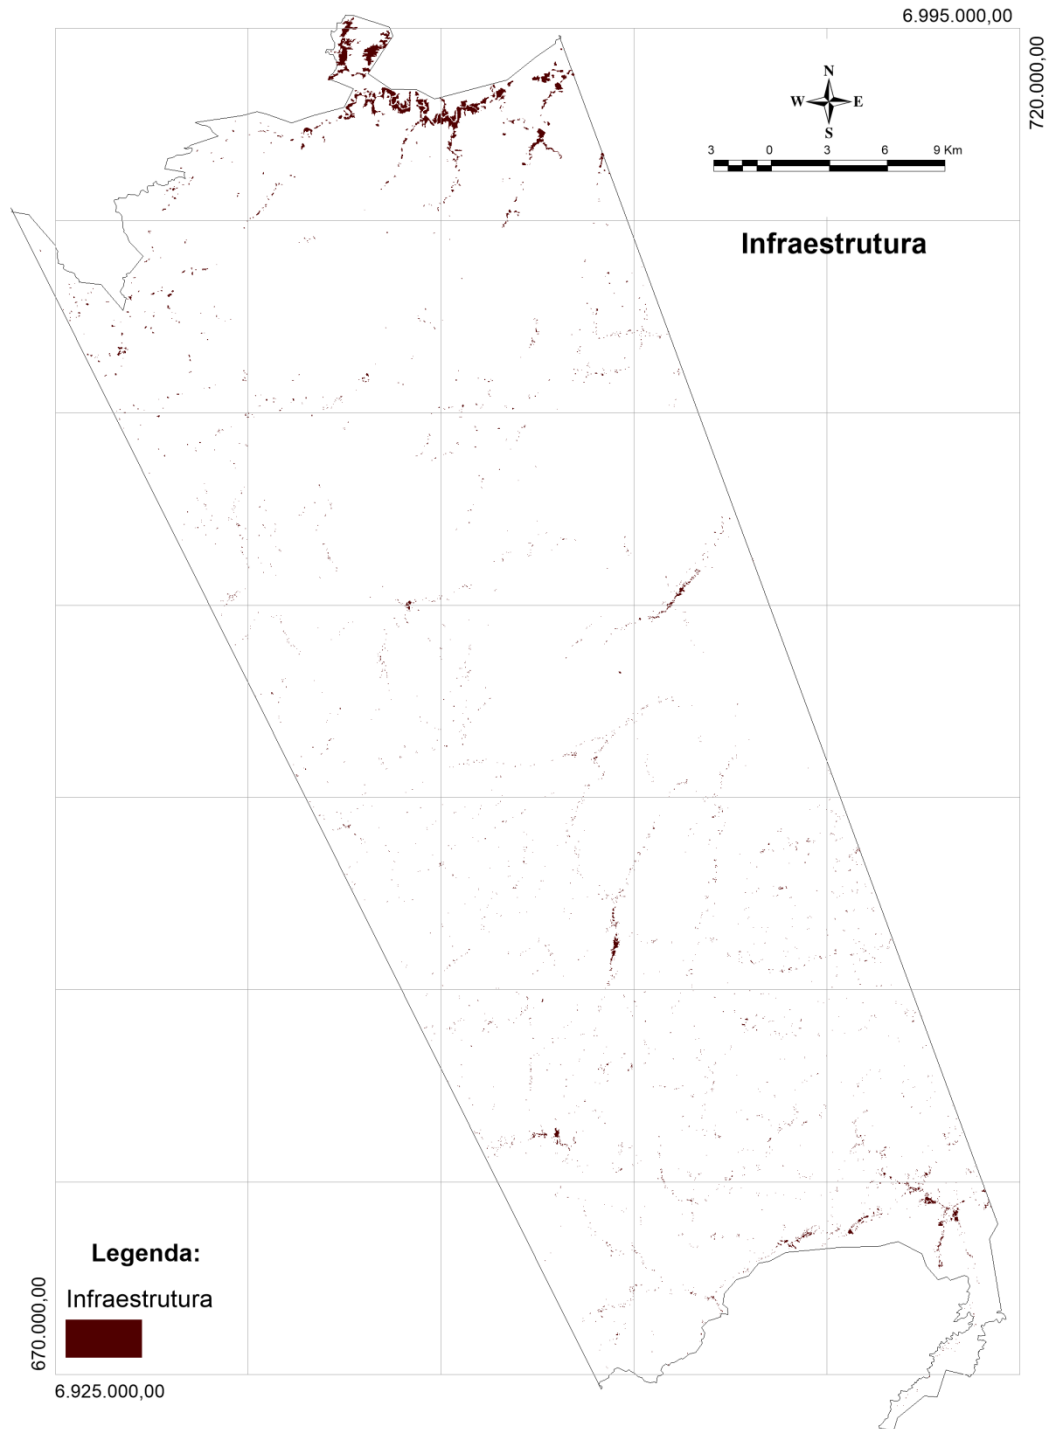 6.995.000,00
720.000,00
N
W E
S
3 0 3 6 9 Km
Infraestrutura
Legenda:
Infraestrutura
670.000,00
6.925.000,00